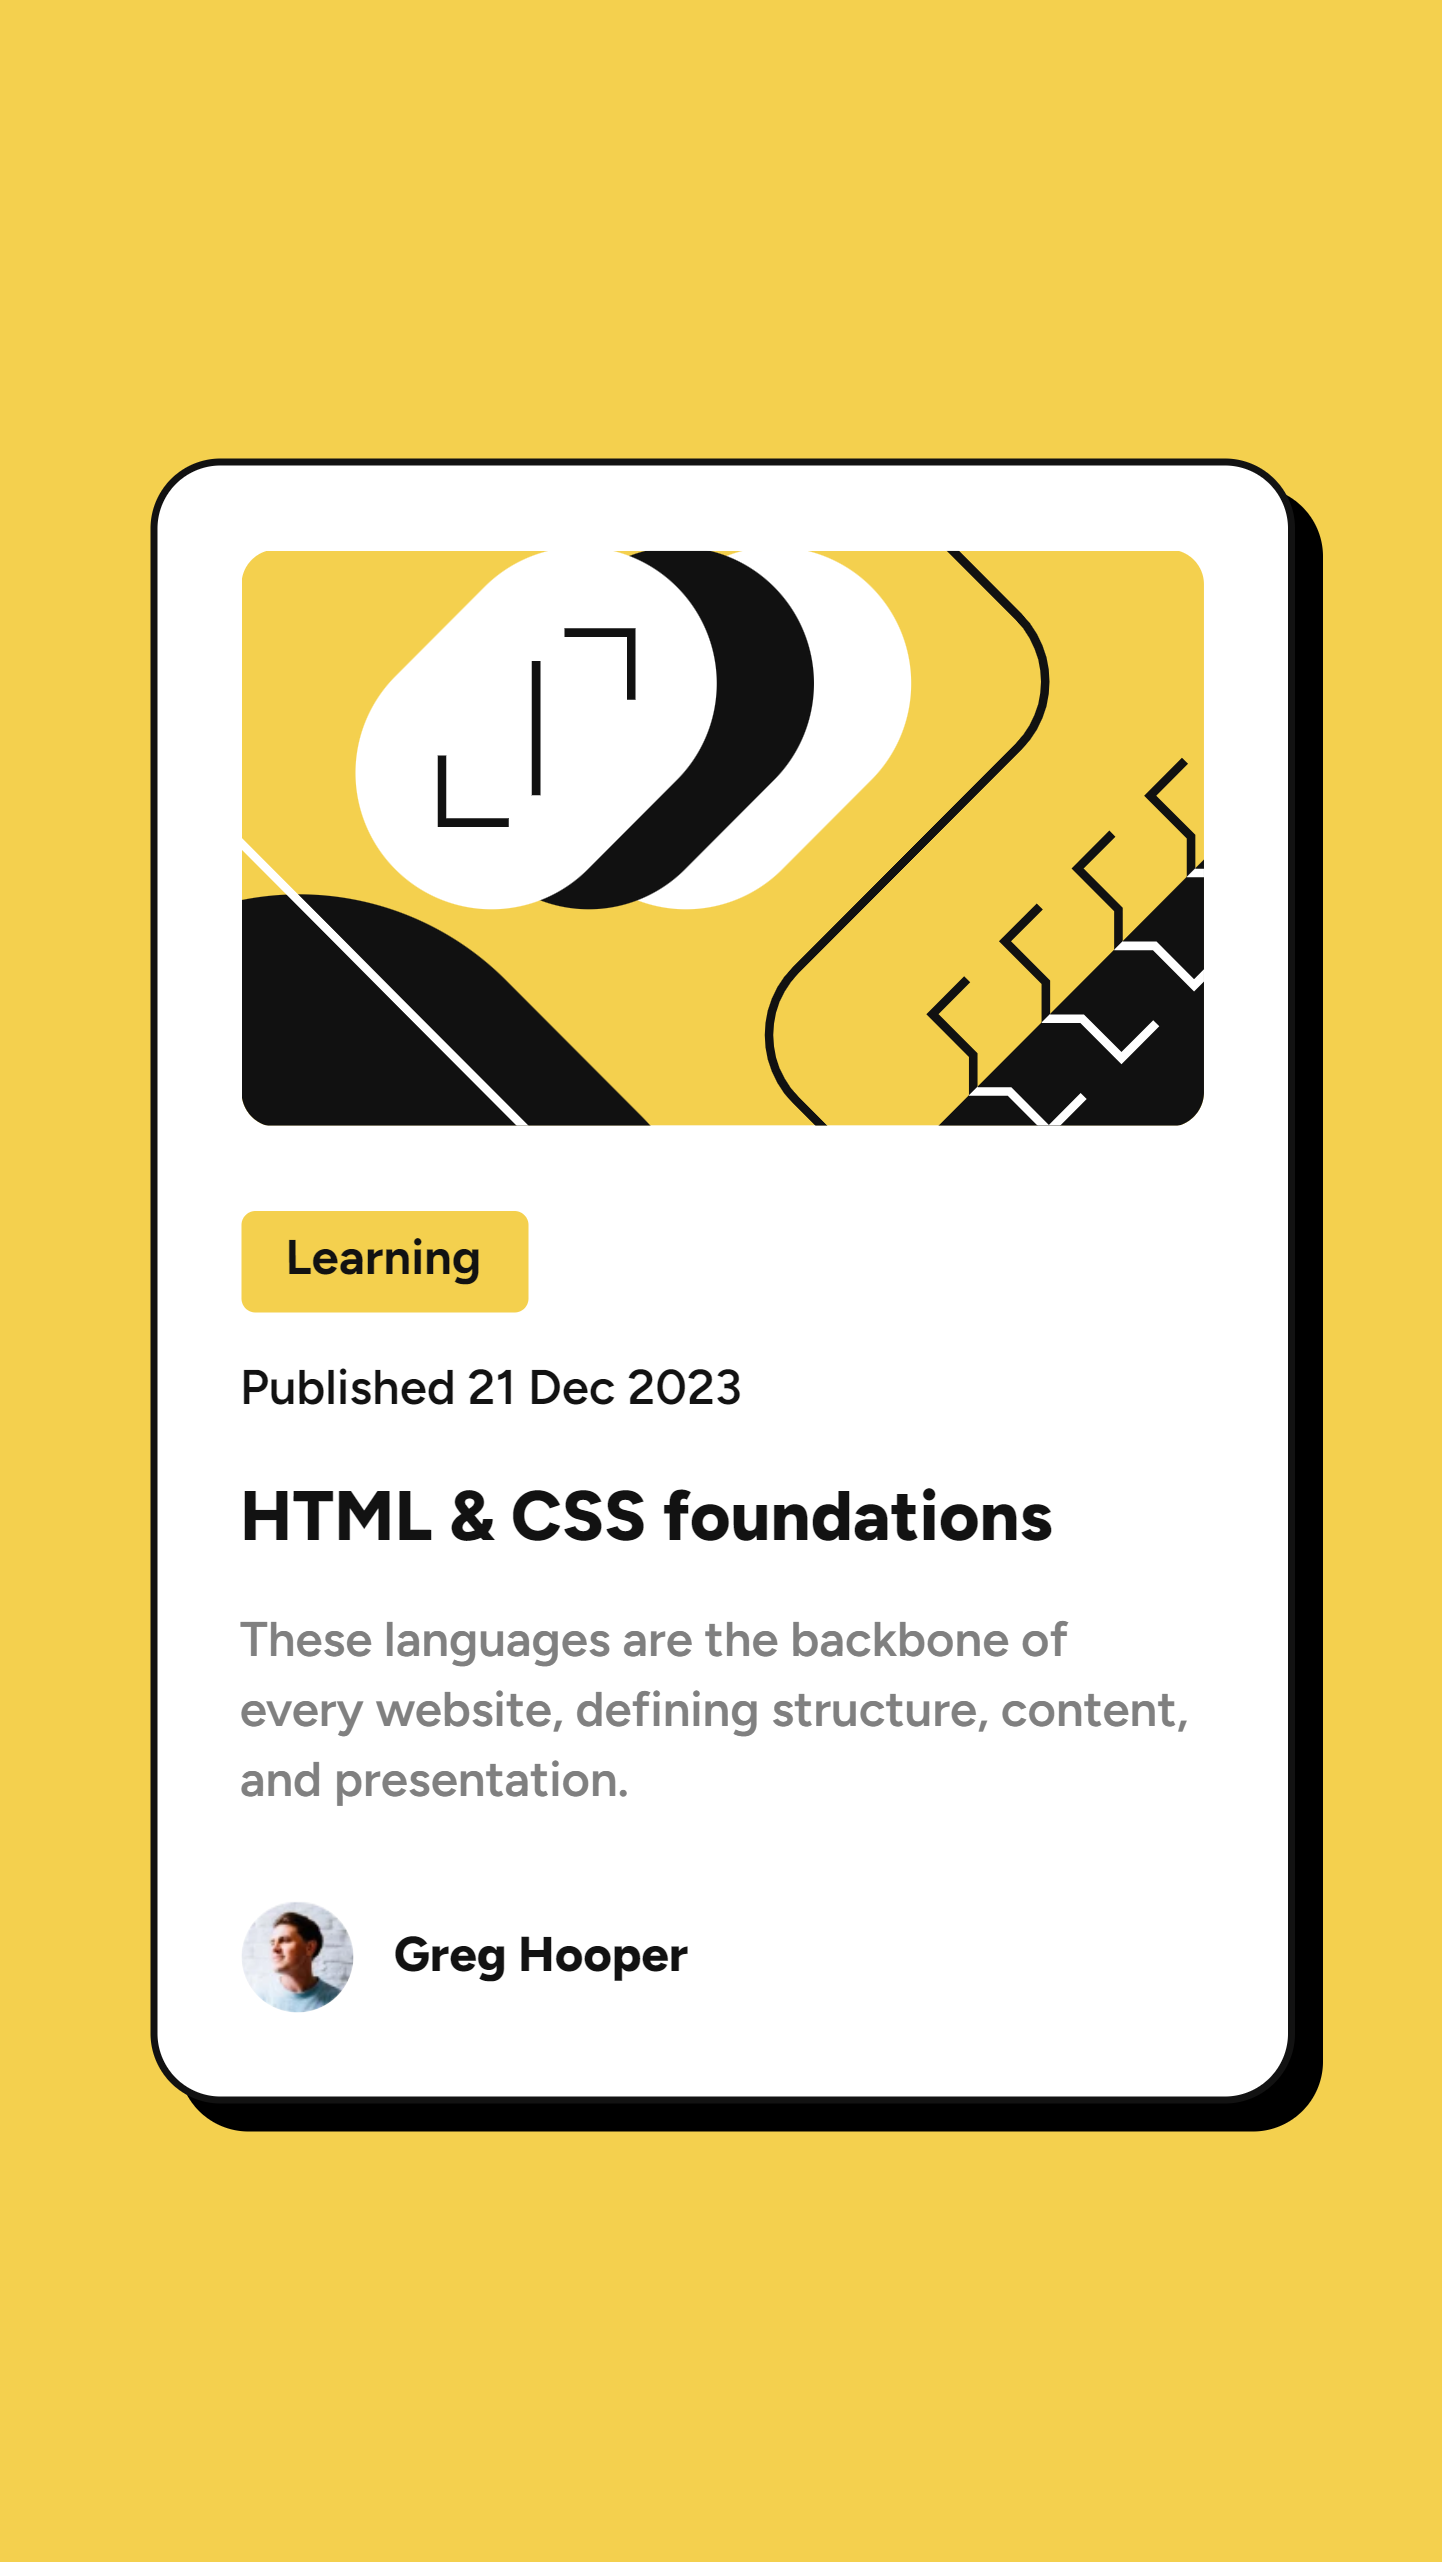 Learning
Published 21 Dec 2023
HTML & CSS foundations
These languages are the backbone of
every website, defining structure, content,
and presentation.
Greg Hooper